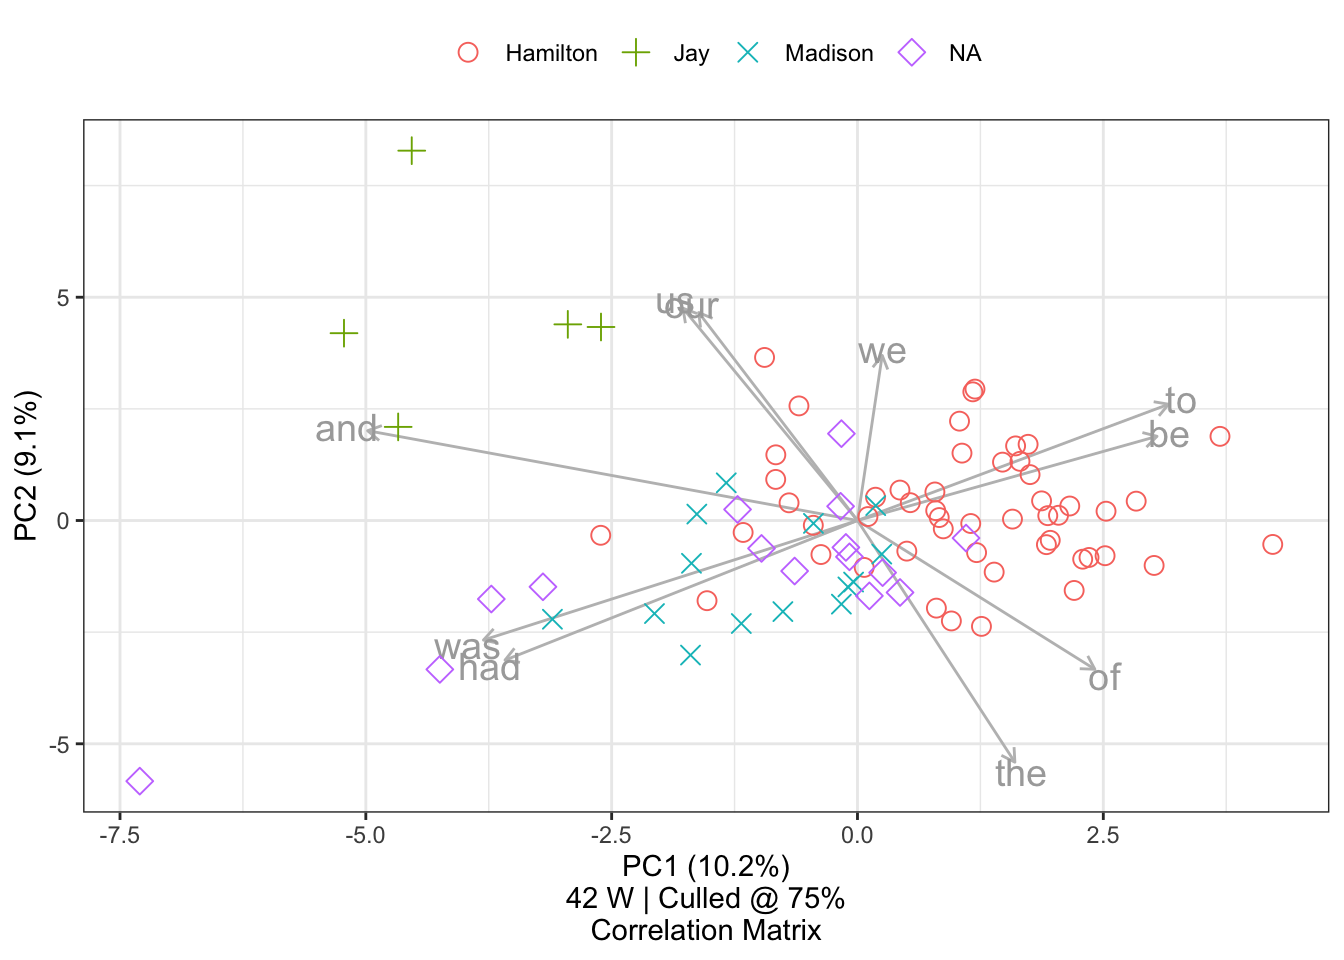 Hamilton Jay Madison NA
PC2 (9.1%)
5
0
-5
us
our
we
to
be
and
was
had
of
the
-7.5 -5.0 -2.5 0.0 2.5
PC1 (10.2%)
42 W | Culled @ 75%
Correlation Matrix